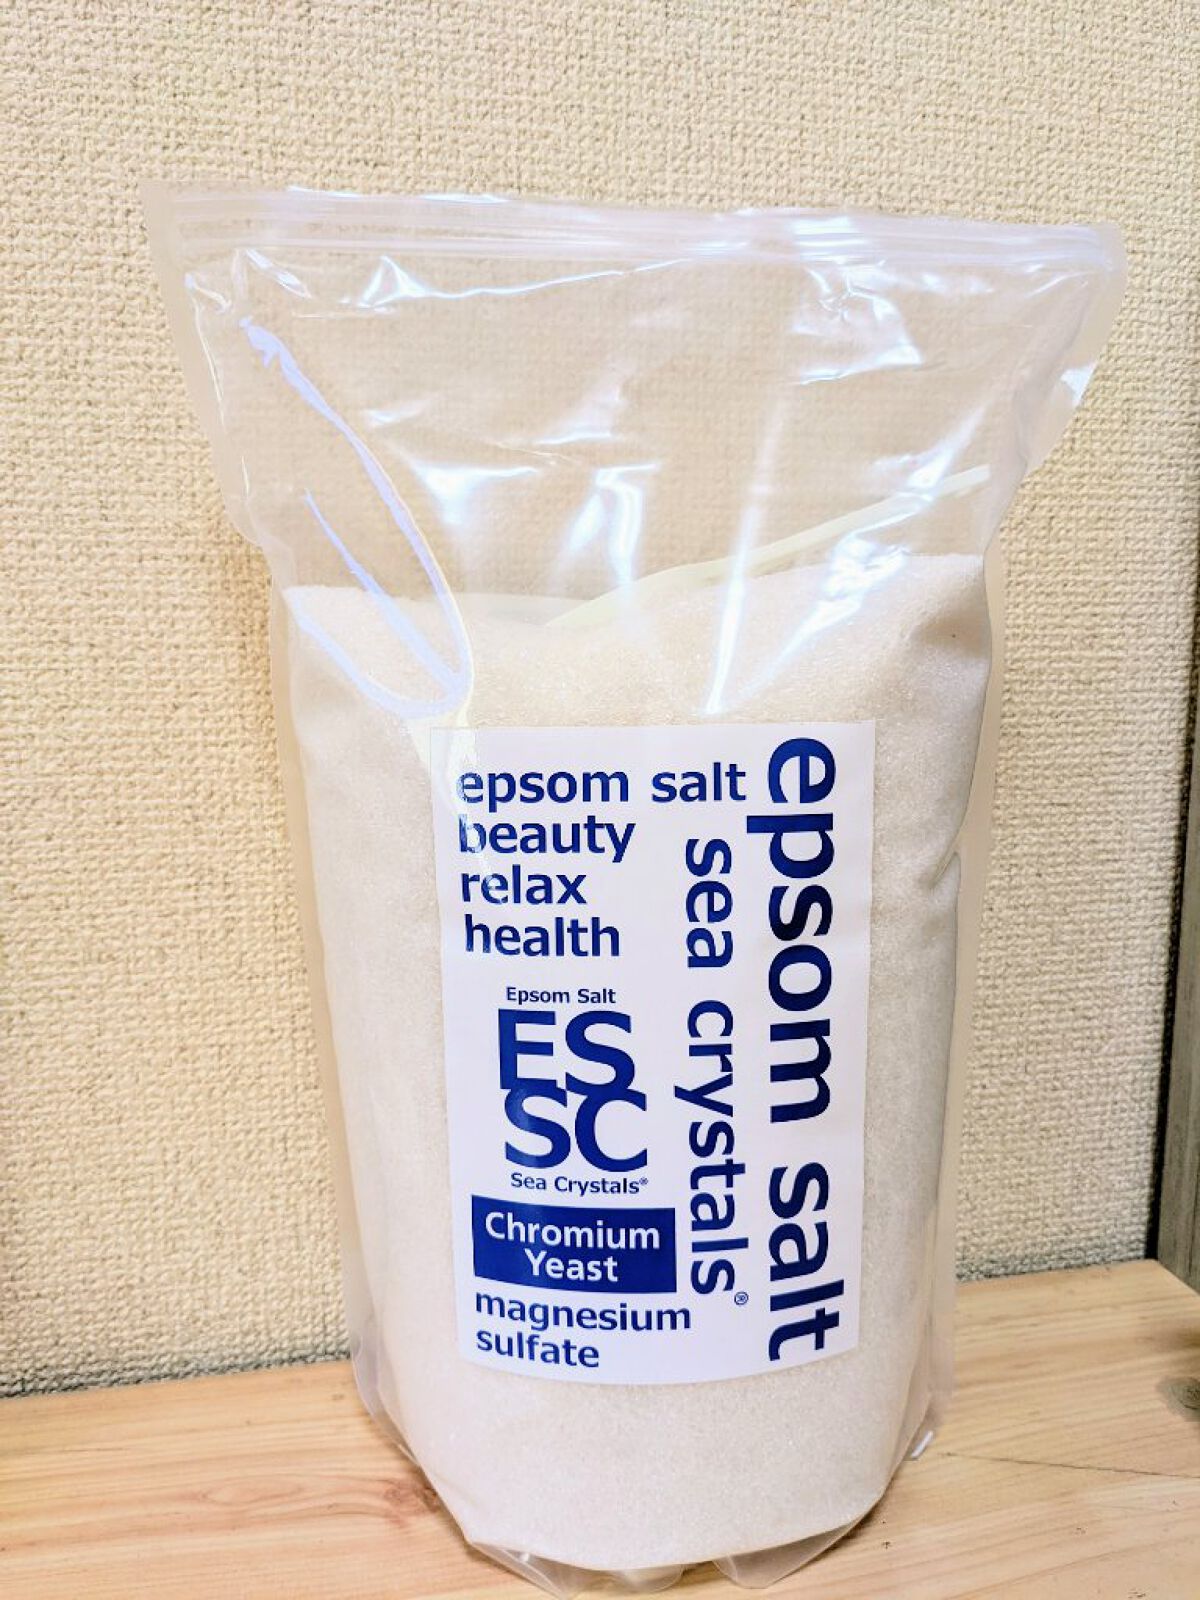 epsom salt
beauty
relax
health
Epsom Salt
ES
SC
Sea Crystals®
Chromium
Yeast
magnesium
sulfate
sea crystals®
epsom salt